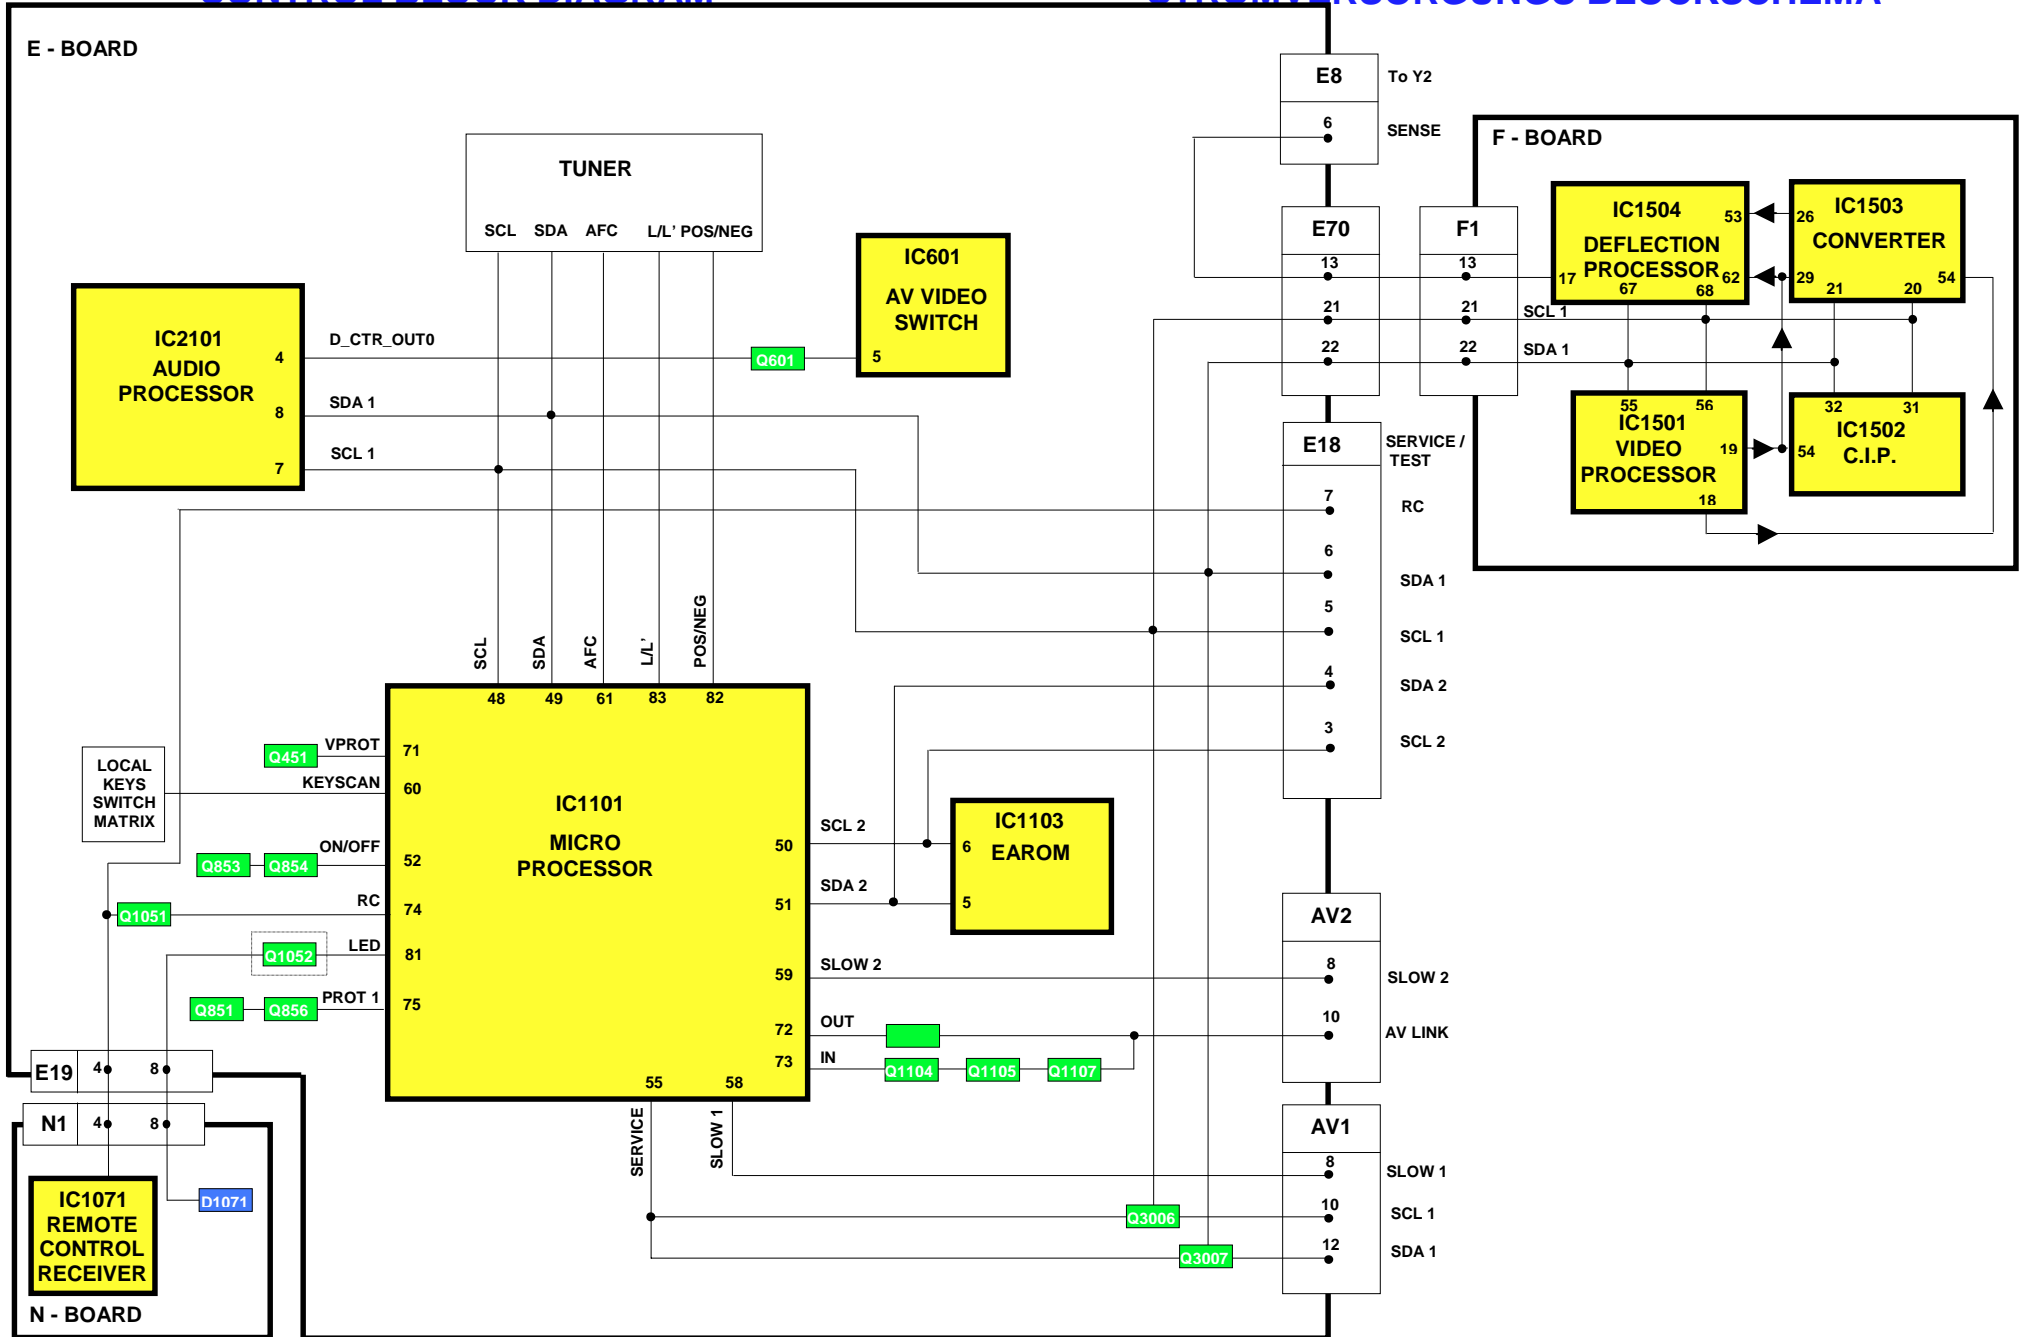 CONTROL BLOCK DIAGRAM
STROMVERSORGUNGS BLOCKSCHEMA
E - BOARD
TUNER
SCL SDA AFC L/L' POS/NEG
IC2101
AUDIO
PROCESSOR
4
8
7
D_CTR_OUT0
SDA 1
SCL 1
Q601
IC601
AV VIDEO
SWITCH
5
E8
To Y2
6
SENSE
E70
13
21
22
F1
13
21
22
SCL 1
SDA 1
F - BOARD
IC1504
DEFLECTION
PROCESSOR
53
62
17
67
68
IC1503
CONVERTER
26
29
21
20
54
55
56
IC1501
VIDEO
PROCESSOR
19
18
32
31
IC1502
C.I.P.
54
E18
SERVICE /
TEST
7
RC
6
SDA 1
5
SCL 1
4
SDA 2
3
SCL 2
SCL
SDA
AFC
L/L'
POS/NEG
48
49
61
83
82
IC1101
MICRO
PROCESSOR
LOCAL
KEYS
SWITCH
MATRIX
Q451
VPROT
71
KEYSCAN
60
Q853
Q854
ON/OFF
52
Q1051
RC
74
Q1052
LED
81
Q851
Q856
PROT 1
75
50
SCL 2
51
SDA 2
IC1103
EAROM
6
5
59
SLOW 2
72
OUT
73
IN
Q1104
Q1105
Q1107
55
58
SERVICE
SLOW 1
AV2
8
SLOW 2
10
AV LINK
AV1
8
SLOW 1
10
SCL 1
12
SDA 1
Q3006
Q3007
E19
4
8
N1
4
8
IC1071
REMOTE
CONTROL
RECEIVER
D1071
N - BOARD